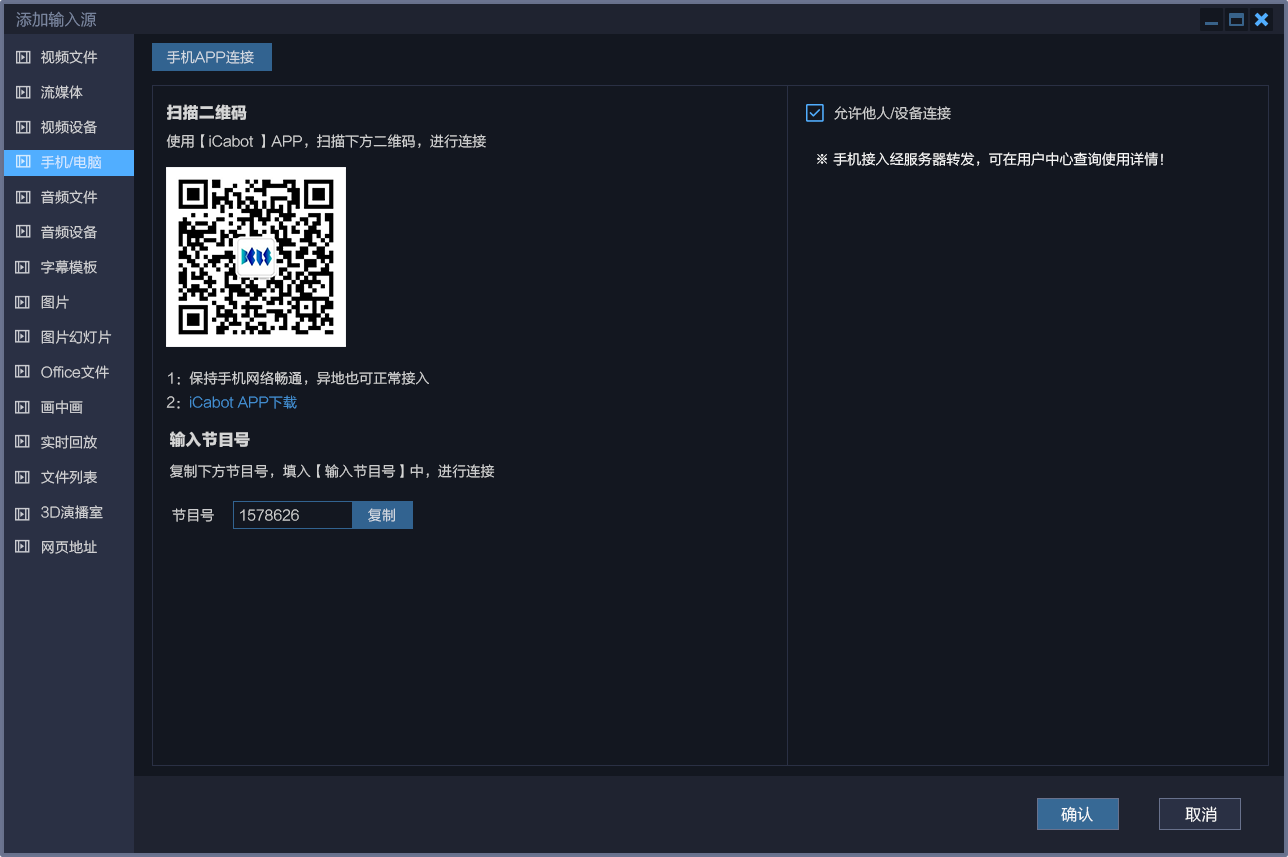 添加输入源
视频文件
流媒体
视频设备
手机/电脑
音频文件
音频设备
字幕模板
图片
图片幻灯片
Office文件
画中画
实时回放
文件列表
3D演播室
网页地址
手机APP连接
扫描二维码
使用【iCabot 】APP，扫描下方二维码，进行连接
1：保持手机网络畅通，异地也可正常接入
2：iCabot APP下载
输入节目号
复制下方节目号，填入【输入节目号】中，进行连接
节目号 1578626 复制
允许他人/设备连接
※ 手机接入经服务器转发，可在用户中心查询使用详情！
确认 取消